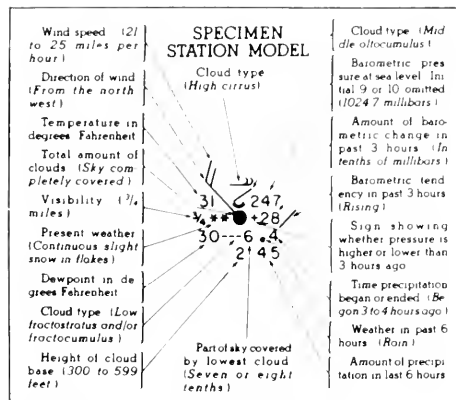 SPECIMEN
STATION MODEL
Wind speed (21
to 25 miles per
hour)
Direction of wind
(From the north
west)
Temperature in
degrees Fahrenheit
Total amount of
clouds (Sky com
pletely covered)
Visibility (3/4
miles)
Present weather
(Continuous slight
snow in flakes)
Dewpoint in de
grees Fahrenheit
Cloud type (Low
fractostratus and/or
fractocumulus)
Height of cloud
base (300 to 599
feet)
Cloud type
(High cirrus)
31 247
3/4 ** +28
30 --- 6 .4
2 45
Part of sky covered
by lowest cloud
(Seven or eight
tenths)
Cloud type (Mid
dle altocumulus)
Barometric pres
sure at sea level Ini
tial 9 or 10 omitted
(1024 7 millibars)
Amount of baro-
metric change in
past 3 hours (In
tenths of millibars)
Barometric tend
ency in past 3 hours
(Rising)
Sign showing
whether pressure is
higher or lower than
3 hours ago
Time precipitation
began or ended (Be
gan 3 to 4 hours ago)
Weather in past 6
hours (Rain)
Amount of precipi
tation in last 6 hours